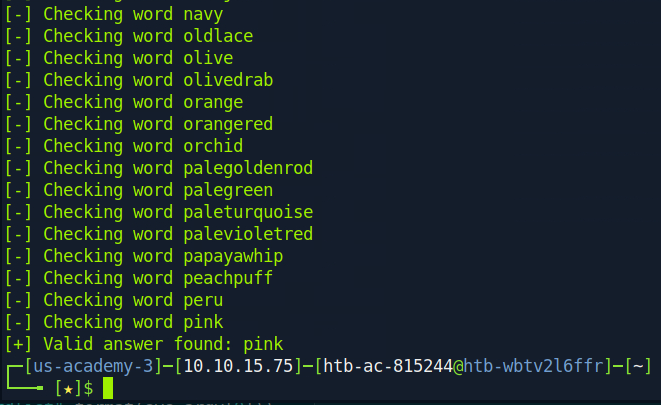 [-] Checking word navy
[-] Checking word oldlace
[-] Checking word olive
[-] Checking word olivedrab
[-] Checking word orange
[-] Checking word orangered
[-] Checking word orchid
[-] Checking word palegoldenrod
[-] Checking word palegreen
[-] Checking word paleturquoise
[-] Checking word palevioletred
[-] Checking word papayawhip
[-] Checking word peachpuff
[-] Checking word peru
[-] Checking word pink
[+] Valid answer found: pink
┌─[us-academy-3]─[10.10.15.75]─[htb-ac-815244@htb-wbtv2l6ffr]─[~]
└──╼ [★]$